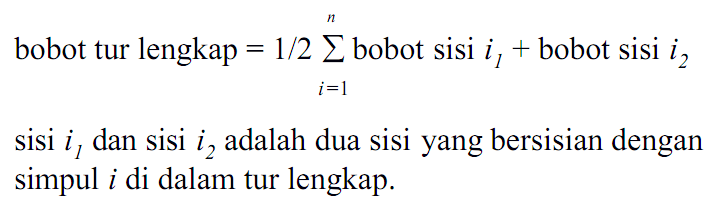 n
bobot tur lengkap = 1/2 ∑ bobot sisi i₁ + bobot sisi i₂
i=1
sisi i₁ dan sisi i₂ adalah dua sisi yang bersisian dengan
simpul i di dalam tur lengkap.